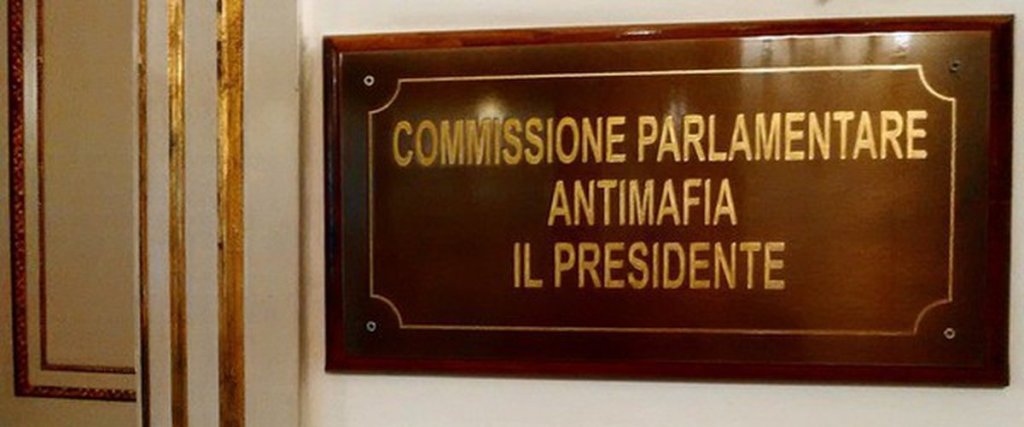 COMMISSIONE PARLAMENTARE
ANTIMAFIA
IL PRESIDENTE